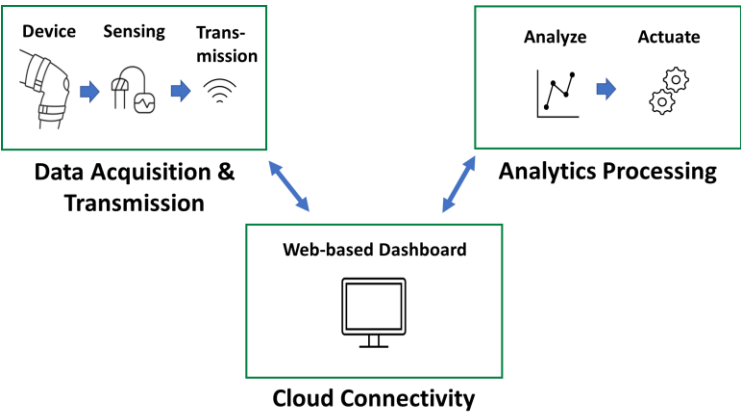 Device
Sensing
Trans-
mission
Data Acquisition &
Transmission
Analyze
Actuate
Analytics Processing
Web-based Dashboard
Cloud Connectivity